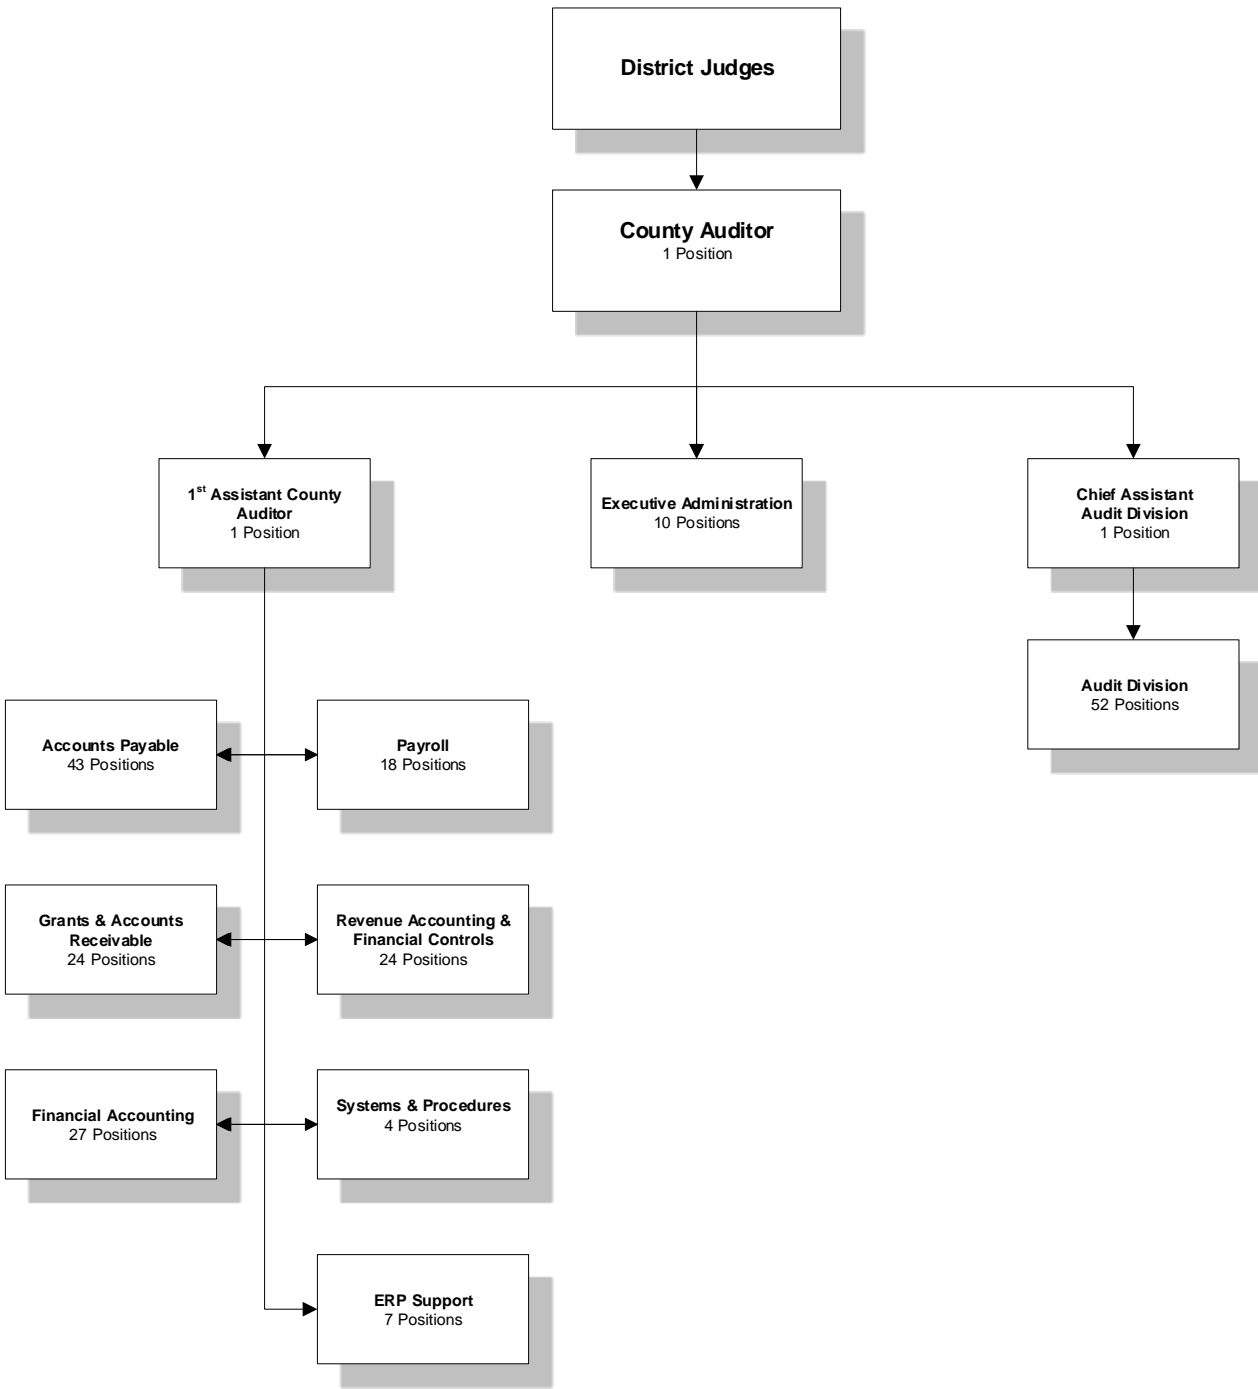 District Judges
County Auditor
1 Position
1st Assistant County
Auditor
1 Position
Executive Administration
10 Positions
Chief Assistant
Audit Division
1 Position
Audit Division
52 Positions
Accounts Payable
43 Positions
Payroll
18 Positions
Grants & Accounts
Receivable
24 Positions
Revenue Accounting &
Financial Controls
24 Positions
Financial Accounting
27 Positions
Systems & Procedures
4 Positions
ERP Support
7 Positions